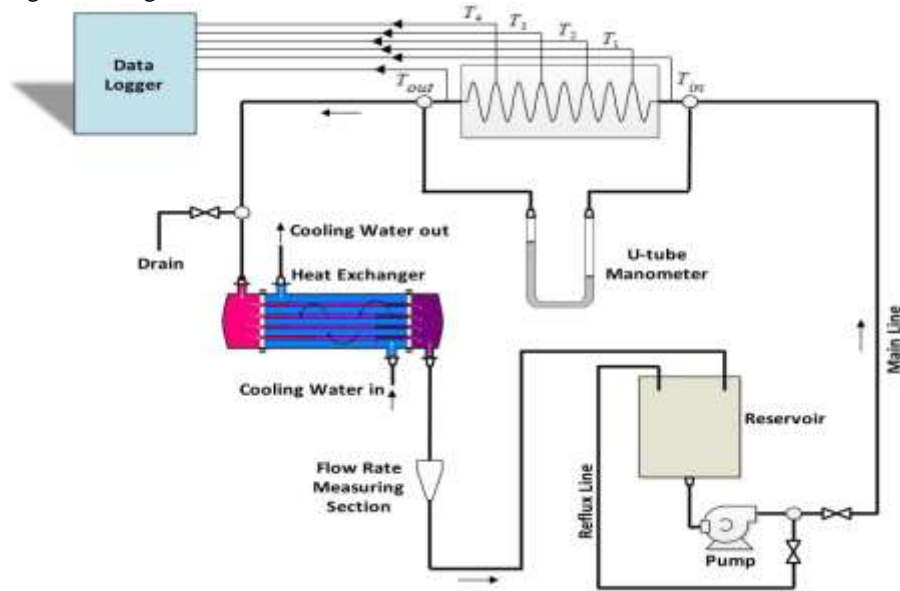 T4
T3
T2
T1
Data
Logger
Tout
Tin
Cooling Water out
Drain
Heat Exchanger
U-tube
Manometer
Main Line
Cooling Water in
Reservoir
Flow Rate
Measuring
Section
Reflux Line
Pump